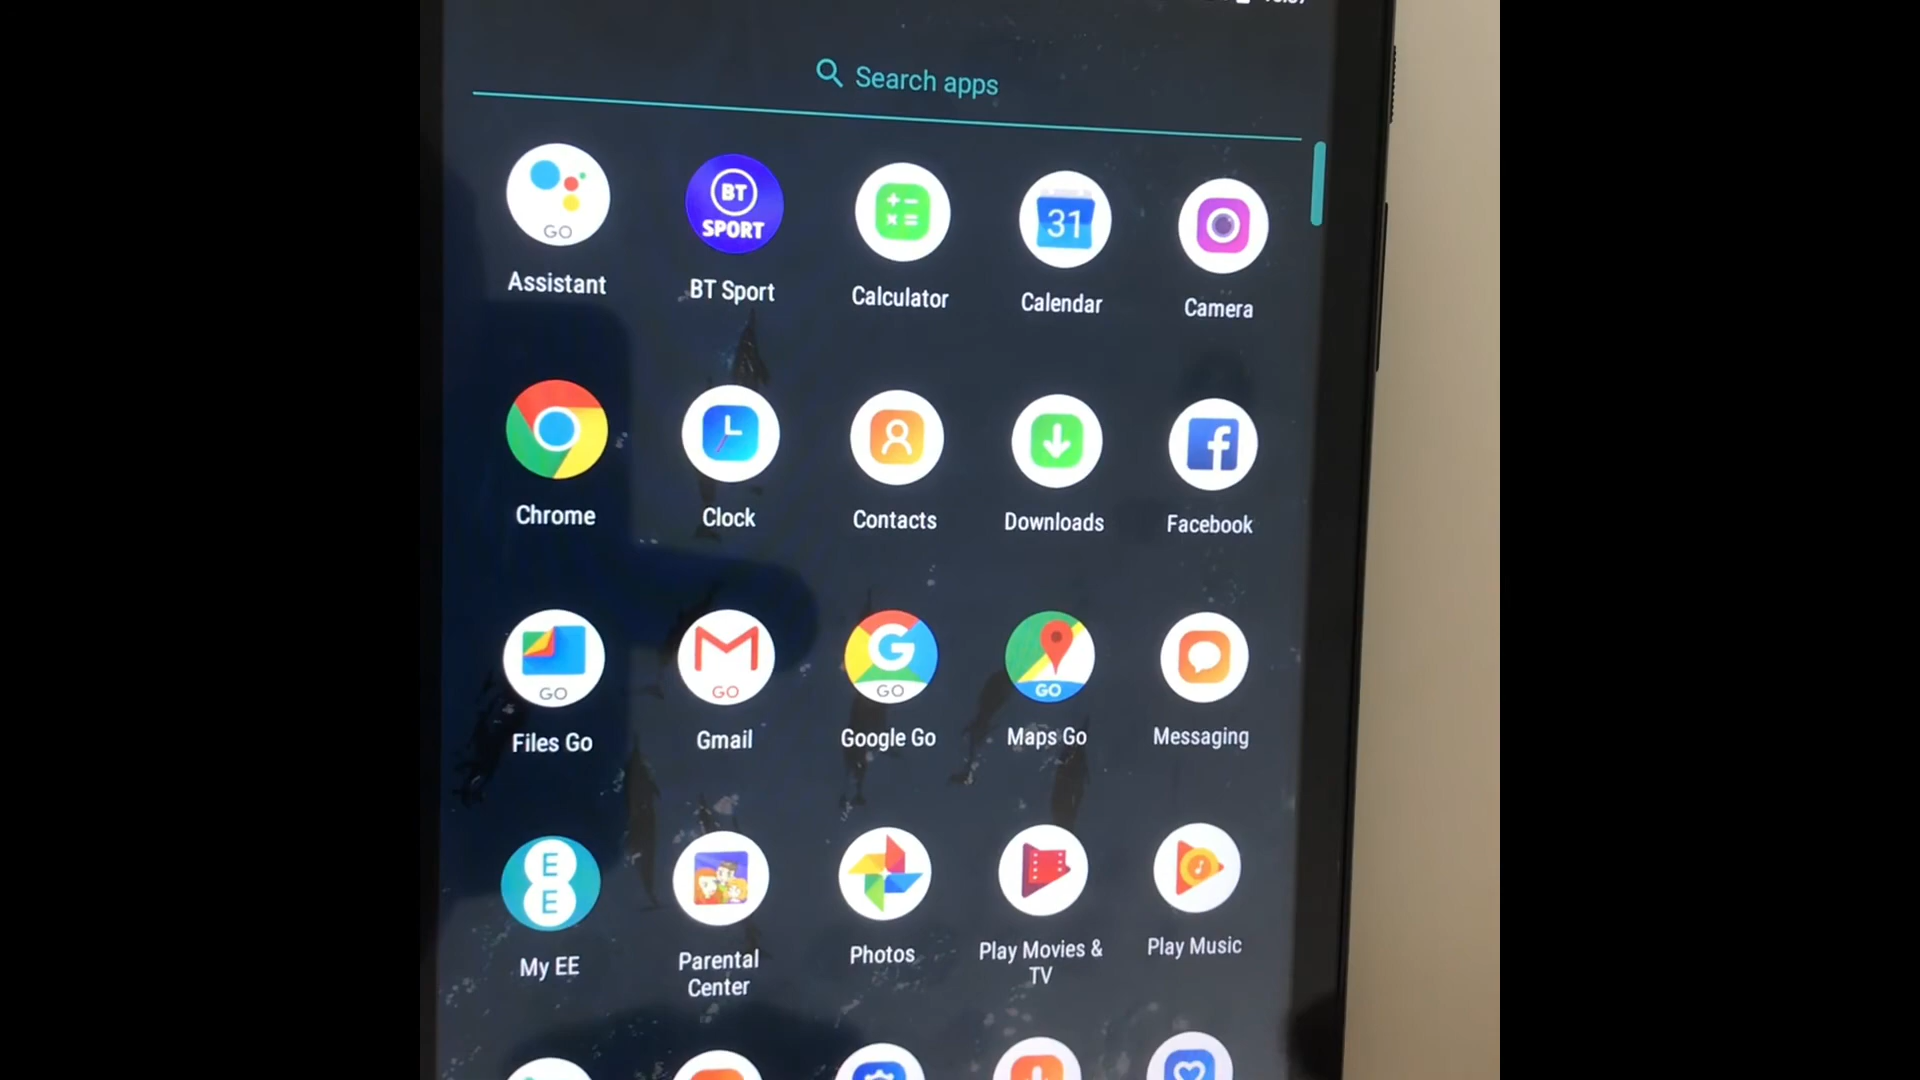 Search apps
GO
BT
SPORT
+ −
× =
31
Assistant
BT Sport
Calculator
Calendar
Camera
f
Chrome
Clock
Contacts
Downloads
Facebook
GO
M
GO
G
GO
GO
Files Go
Gmail
Google Go
Maps Go
Messaging
E
E
My EE
Parental
Center
Photos
Play Movies &
TV
Play Music